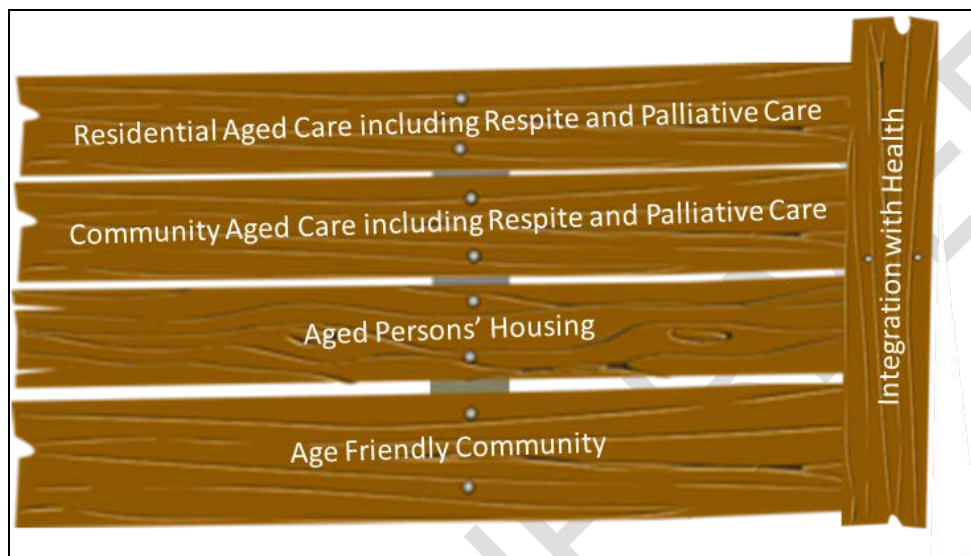 Residential Aged Care including Respite and Palliative Care
Community Aged Care including Respite and Palliative Care
Aged Persons’ Housing
Age Friendly Community
Integration with Health